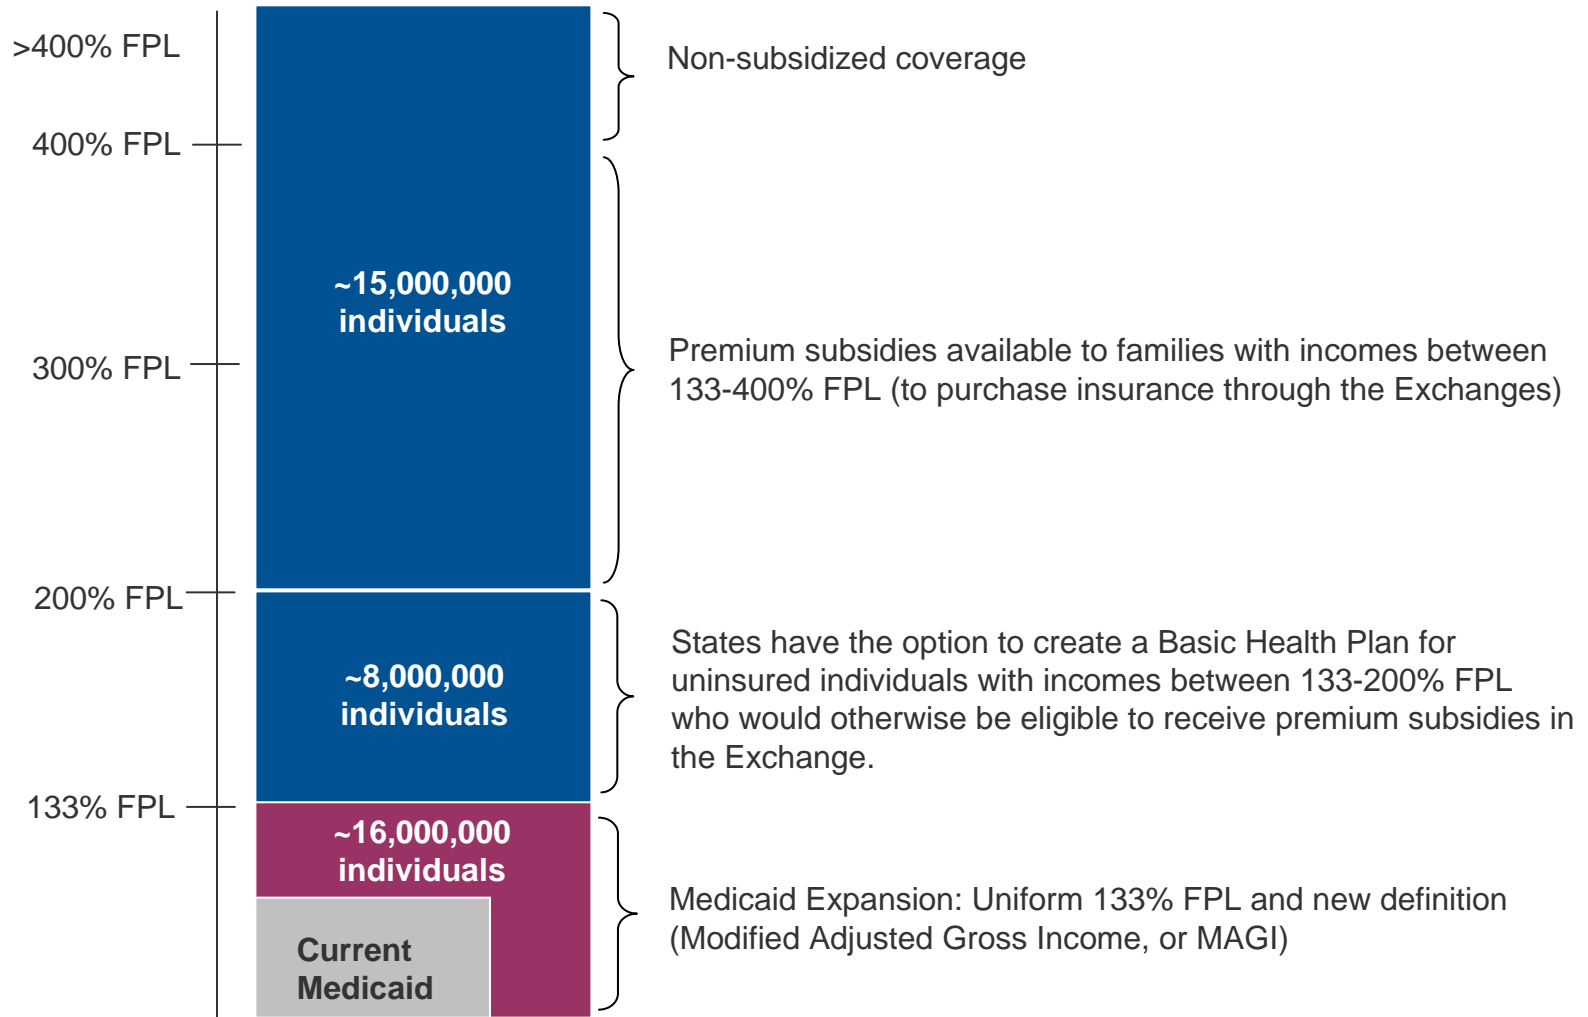 >400% FPL
Non-subsidized coverage
400% FPL
~15,000,000
individuals
300% FPL
Premium subsidies available to families with incomes between
133-400% FPL (to purchase insurance through the Exchanges)
200% FPL
~8,000,000
individuals
States have the option to create a Basic Health Plan for
uninsured individuals with incomes between 133-200% FPL
who would otherwise be eligible to receive premium subsidies in
the Exchange.
133% FPL
~16,000,000
individuals
Current
Medicaid
Medicaid Expansion: Uniform 133% FPL and new definition
(Modified Adjusted Gross Income, or MAGI)